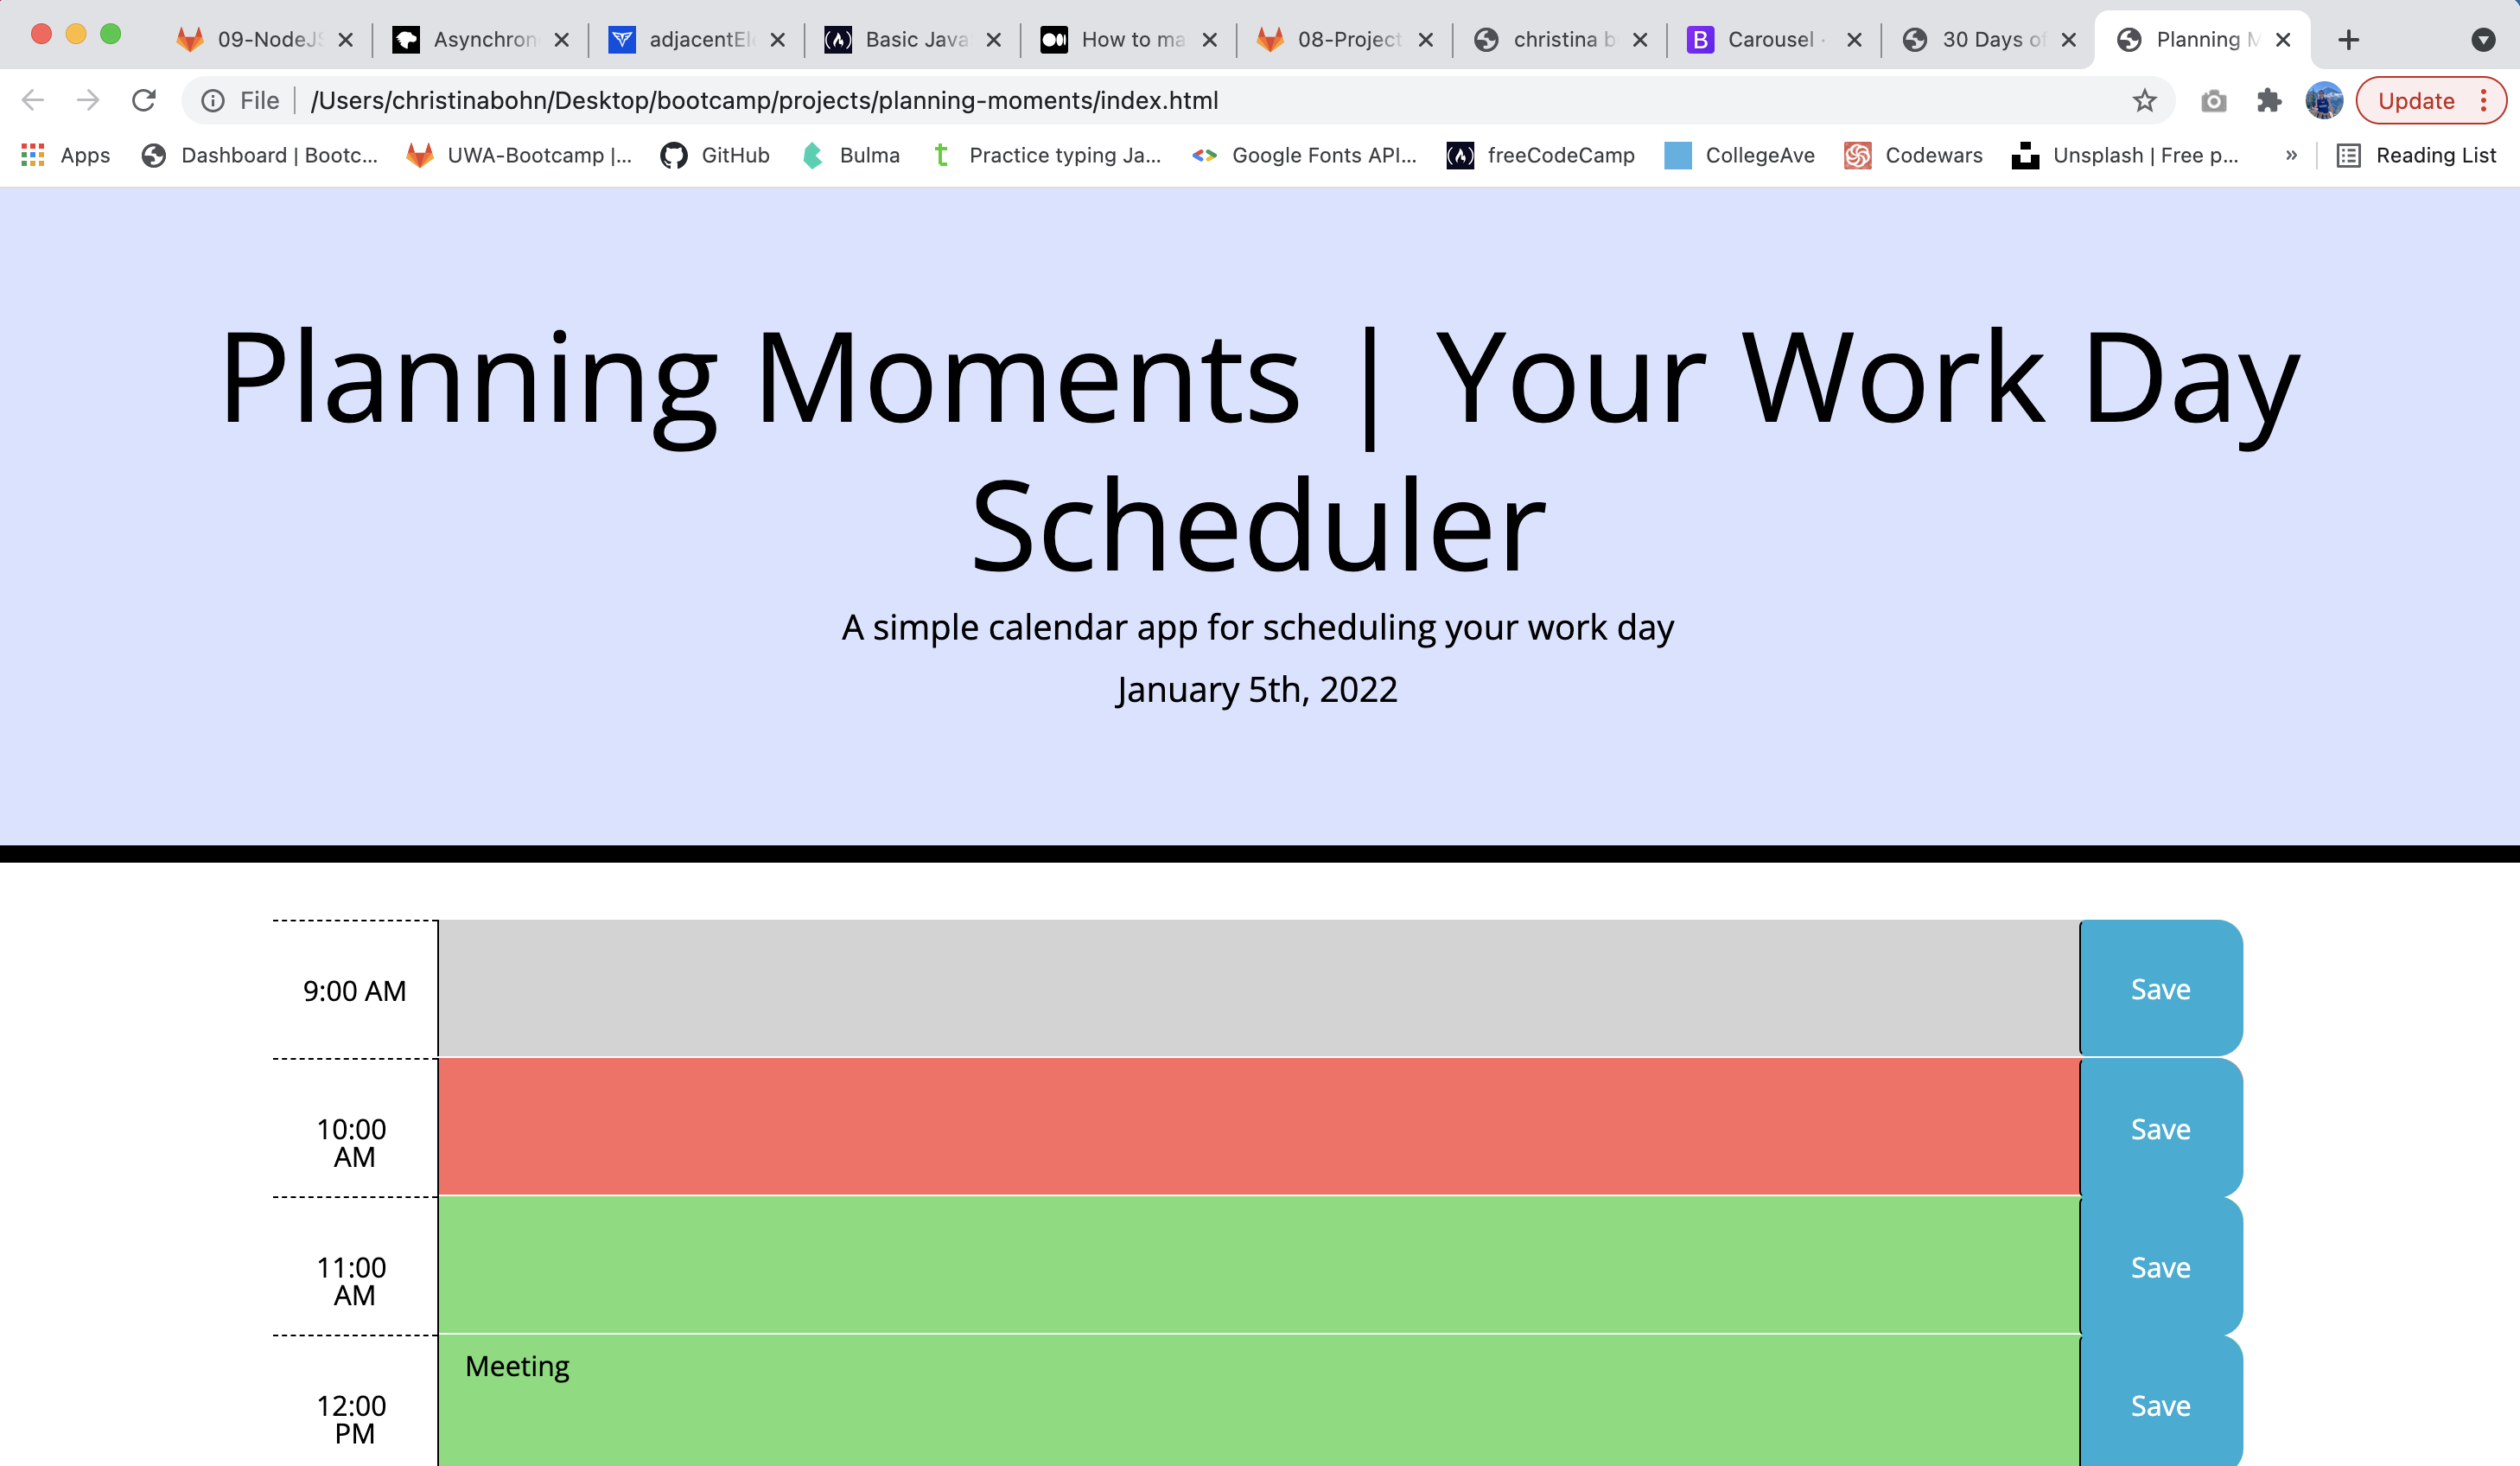 09-NodeJS
Asynchron
adjacentEl
Basic Java
How to ma
08-Project
christina b
Carousel ·
30 Days of
Planning M
File
/Users/christinabohn/Desktop/bootcamp/projects/planning-moments/index.html
Update
Apps
Dashboard | Bootc...
UWA-Bootcamp |...
GitHub
Bulma
Practice typing Ja...
Google Fonts API...
freeCodeCamp
CollegeAve
Codewars
Unsplash | Free p...
»
Reading List
Planning Moments | Your Work Day
Scheduler
A simple calendar app for scheduling your work day
January 5th, 2022
9:00 AM
Save
10:00
AM
Save
11:00
AM
Save
Meeting
12:00
PM
Save